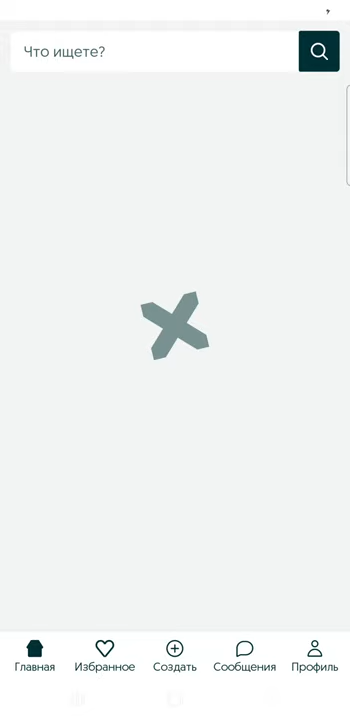 Что ищете?
Главная
Избранное
Создать
Сообщения
Профиль